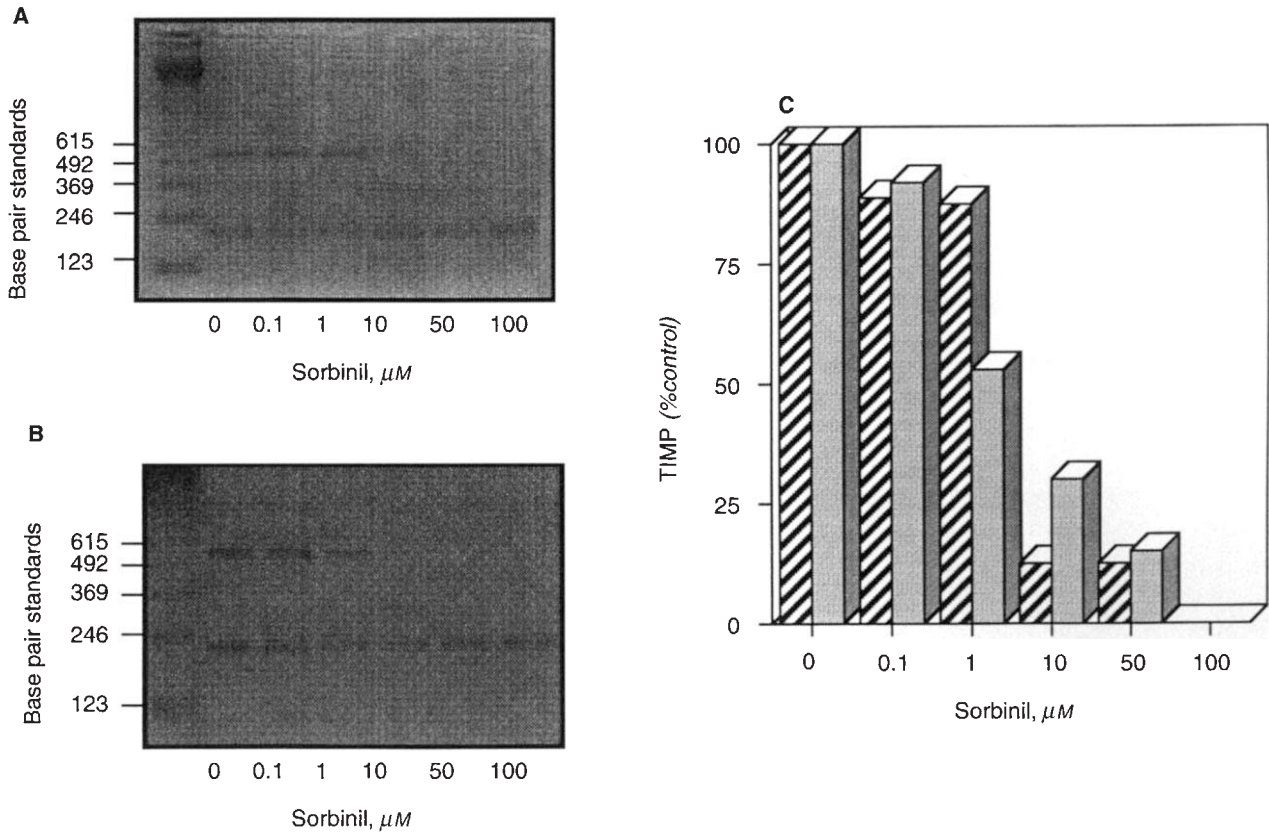 A
Base pair standards
615
492
369
246
123
0 0.1 1 10 50 100
Sorbinil, μM
B
Base pair standards
615
492
369
246
123
0 0.1 1 10 50 100
Sorbinil, μM
C
TIMP (%control)
100
75
50
25
0
0 0.1 1 10 50 100
Sorbinil, μM